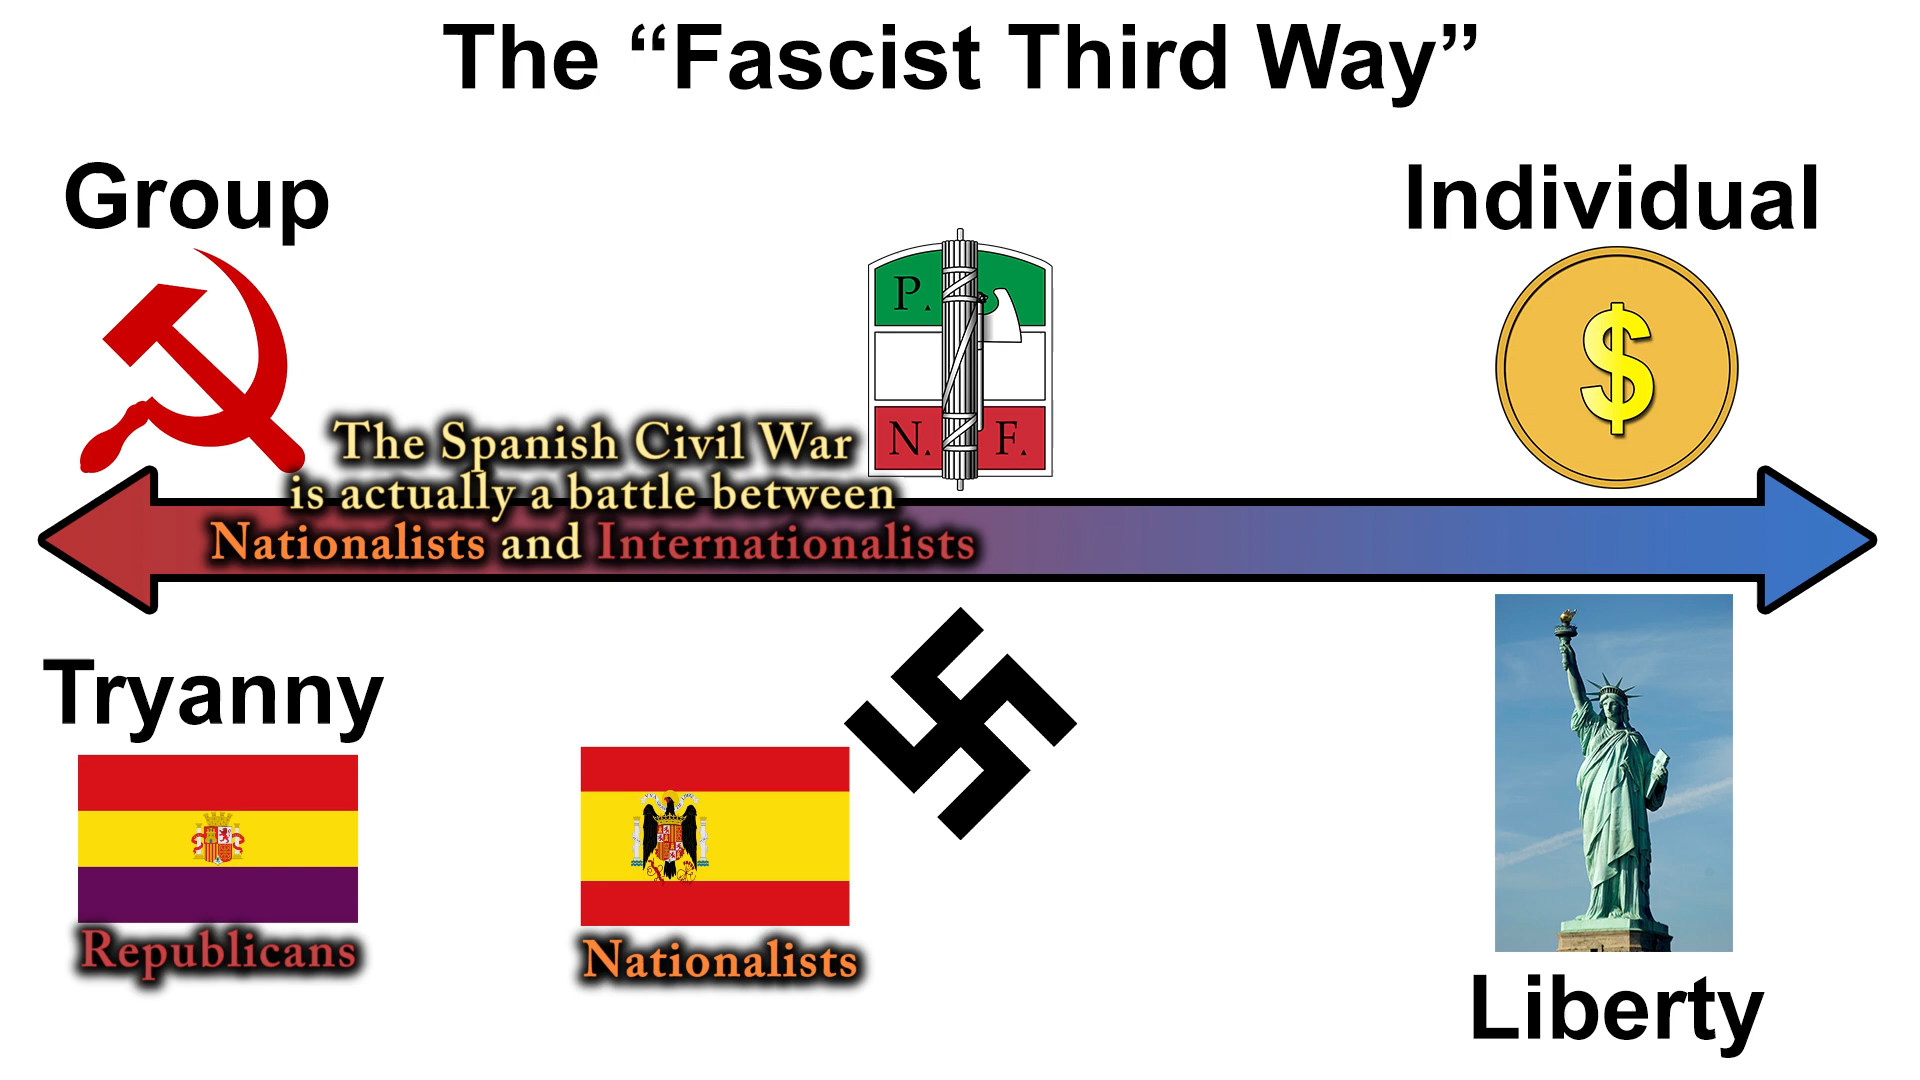 The “Fascist Third Way”
Group
Individual
P.
N. F.
$
The Spanish Civil War
is actually a battle between
Nationalists and Internationalists
Tryanny
Republicans
Nationalists
Liberty